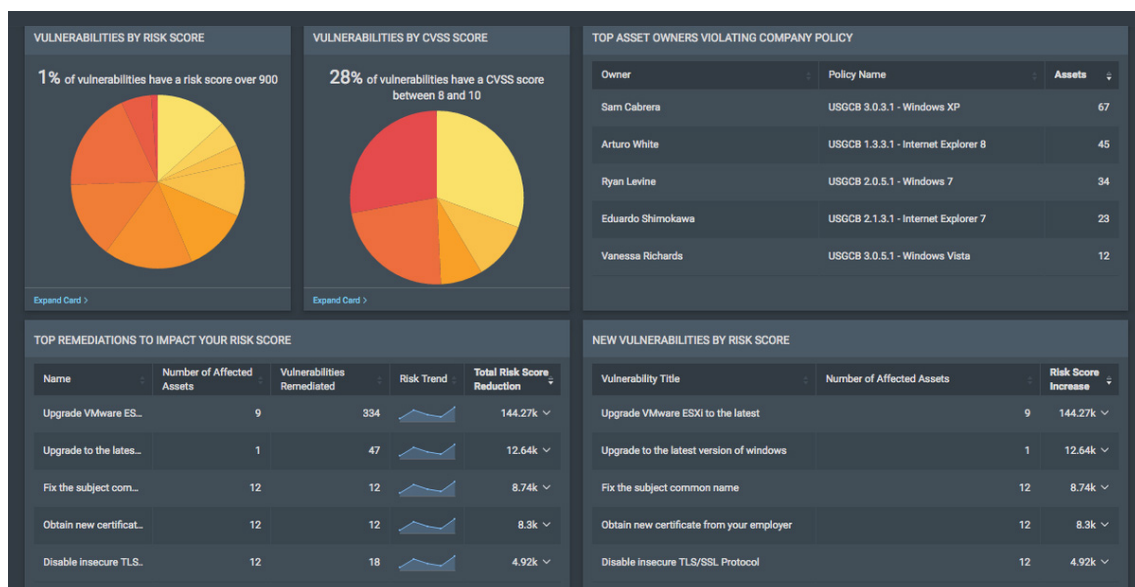 VULNERABILITIES BY RISK SCORE
1% of vulnerabilities have a risk score over 900
Expand Card >
VULNERABILITIES BY CVSS SCORE
28% of vulnerabilities have a CVSS score
between 8 and 10
Expand Card >
TOP ASSET OWNERS VIOLATING COMPANY POLICY
Owner Policy Name Assets
Sam Cabrera USGCB 3.0.3.1 - Windows XP 67
Arturo White USGCB 1.3.3.1 - Internet Explorer 8 45
Ryan Levine USGCB 2.0.5.1 - Windows 7 34
Eduardo Shimokawa USGCB 2.1.3.1 - Internet Explorer 7 23
Vanessa Richards USGCB 3.0.5.1 - Windows Vista 12
TOP REMEDIATIONS TO IMPACT YOUR RISK SCORE
Name Number of Affected Assets Vulnerabilities Remediated Risk Trend Total Risk Score Reduction
Upgrade VMware ES... 9 334 144.27k
Upgrade to the lates... 1 47 12.64k
Fix the subject com... 12 12 8.74k
Obtain new certificat... 12 12 8.3k
Disable insecure TLS.. 12 18 4.92k
NEW VULNERABILITIES BY RISK SCORE
Vulnerability Title Number of Affected Assets Risk Score Increase
Upgrade VMware ESXi to the latest 9 144.27k
Upgrade to the latest version of windows 1 12.64k
Fix the subject common name 12 8.74k
Obtain new certificate from your employer 12 8.3k
Disable insecure TLS/SSL Protocol 12 4.92k